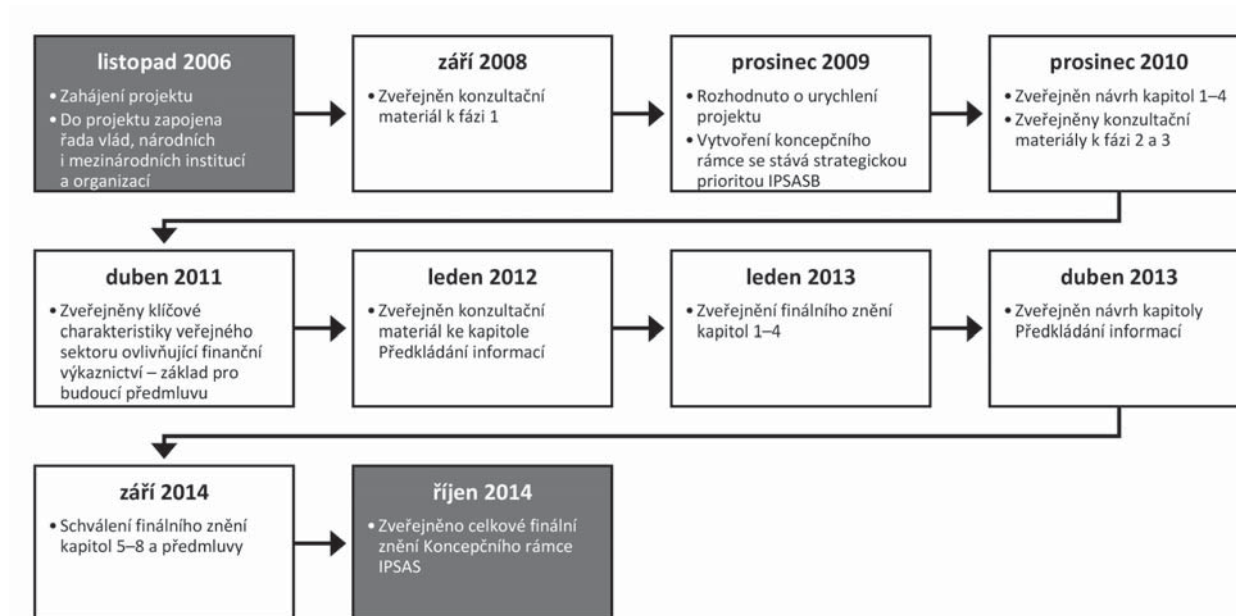 listopad 2006
• Zahájení projektu
• Do projektu zapojena
řada vlád, národních
i mezinárodních institucí
a organizací
září 2008
• Zveřejněn konzultační
materiál k fázi 1
prosinec 2009
• Rozhodnuto o urychlení
projektu
• Vytvoření koncepčního
rámce se stává strategickou
prioritou IPSASB
prosinec 2010
• Zveřejněn návrh kapitol 1–4
• Zveřejněny konzultační
materiály k fázi 2 a 3
duben 2011
• Zveřejněny klíčové
charakteristiky veřejného
sektoru ovlivňující finanční
výkaznictví – základ pro
budoucí předmluvu
leden 2012
• Zveřejněn konzultační
materiál ke kapitole
Předkládání informací
leden 2013
• Zveřejnění finálního znění
kapitol 1–4
duben 2013
• Zveřejněn návrh kapitoly
Předkládání informací
září 2014
• Schválení finálního znění
kapitol 5–8 a předmluvy
říjen 2014
• Zveřejněno celkové finální
znění Koncepčního rámce
IPSAS